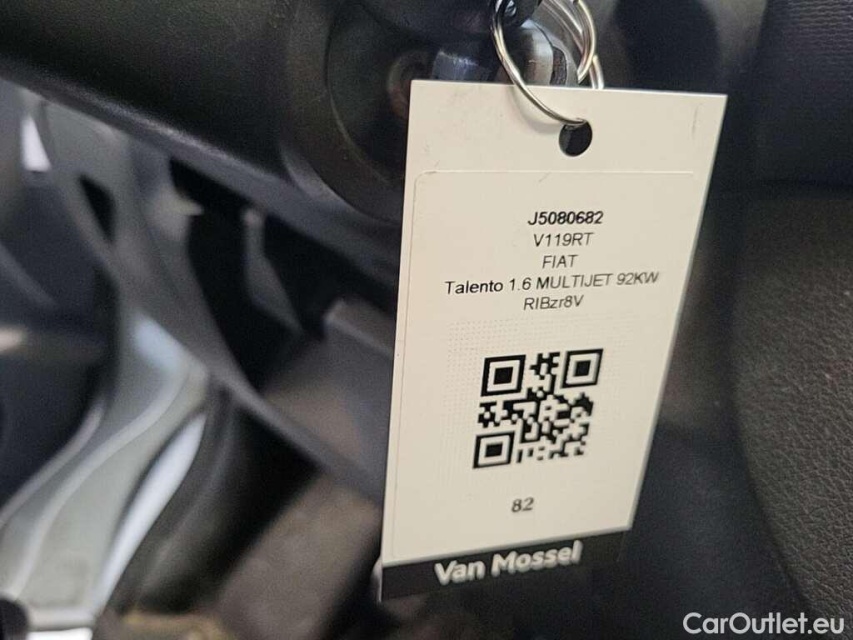 J5080682
V119RT
FIAT
Talento 1.6 MULTIJET 92KW
RIBzr8V
82
Van Mossel
CarOutlet.eu